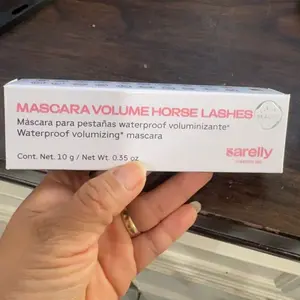 MASCARA VOLUME HORSE LASHES
Máscara para pestañas waterproof voluminizante*
Waterproof volumizing* mascara
Cont. Net. 10 g / Net Wt. 0.35 oz
sarelly